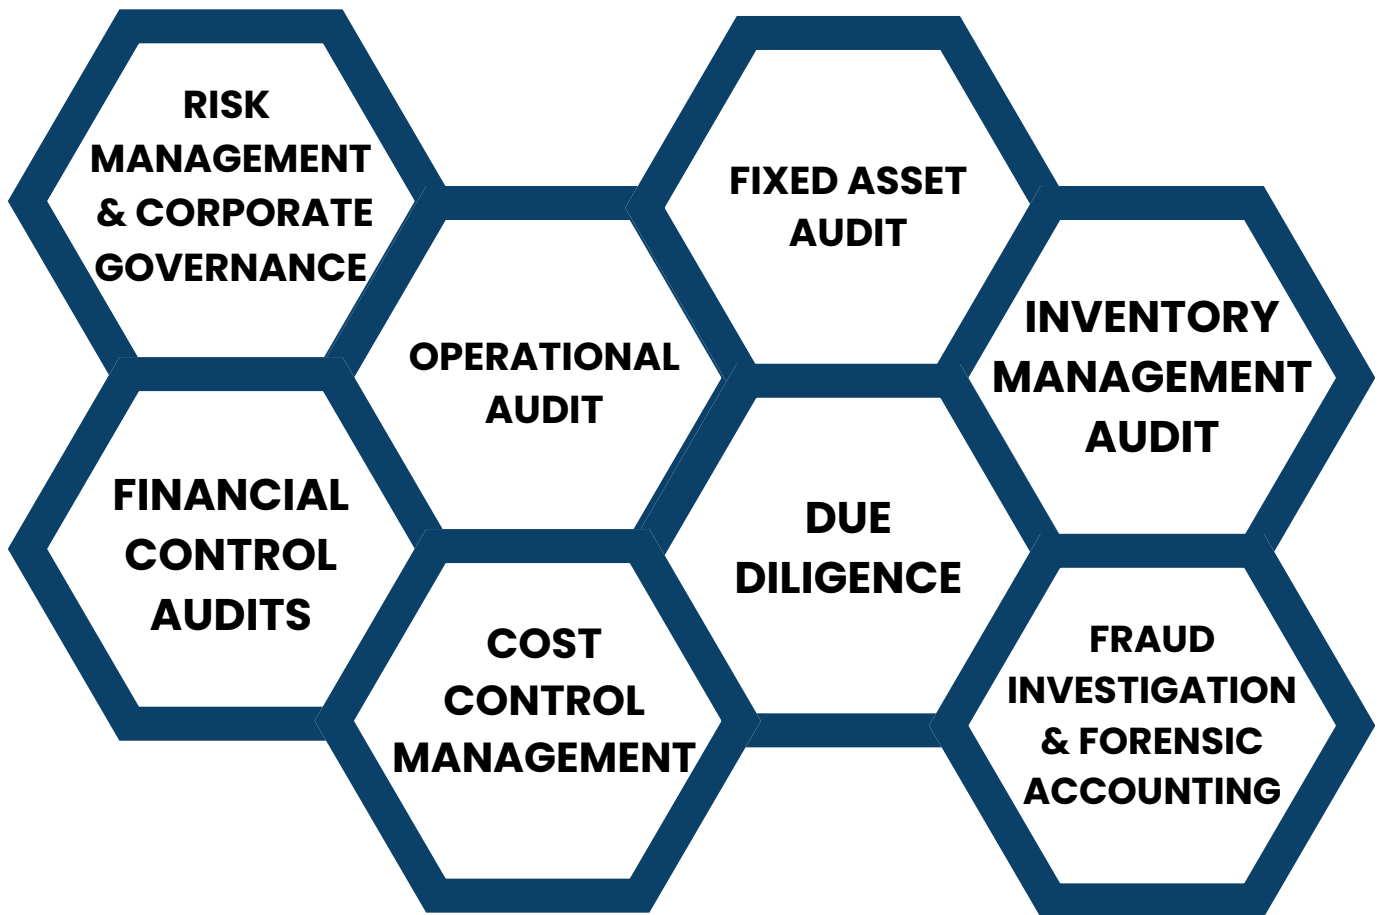 RISK
MANAGEMENT
& CORPORATE
GOVERNANCE
FIXED ASSET
AUDIT
OPERATIONAL
AUDIT
INVENTORY
MANAGEMENT
AUDIT
FINANCIAL
CONTROL
AUDITS
DUE
DILIGENCE
COST
CONTROL
MANAGEMENT
FRAUD
INVESTIGATION
& FORENSIC
ACCOUNTING